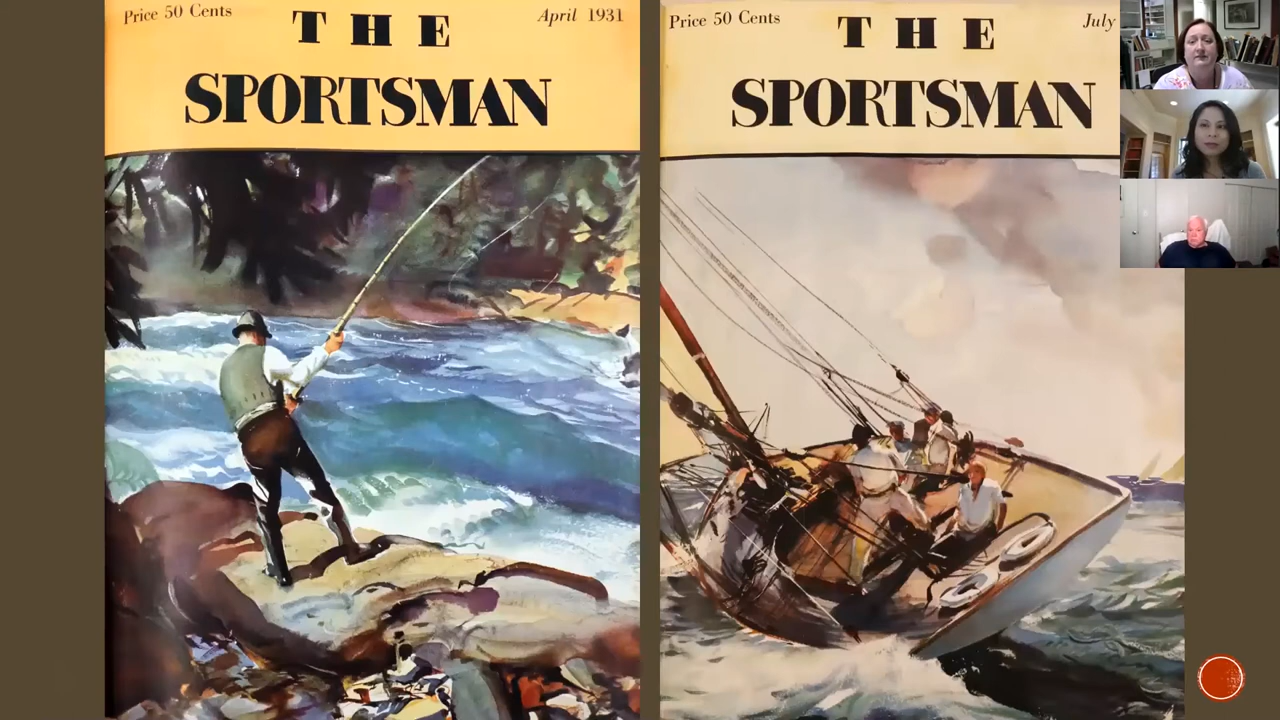 Price 50 Cents
April 1931
THE
SPORTSMAN
Price 50 Cents
July
THE
SPORTSMAN